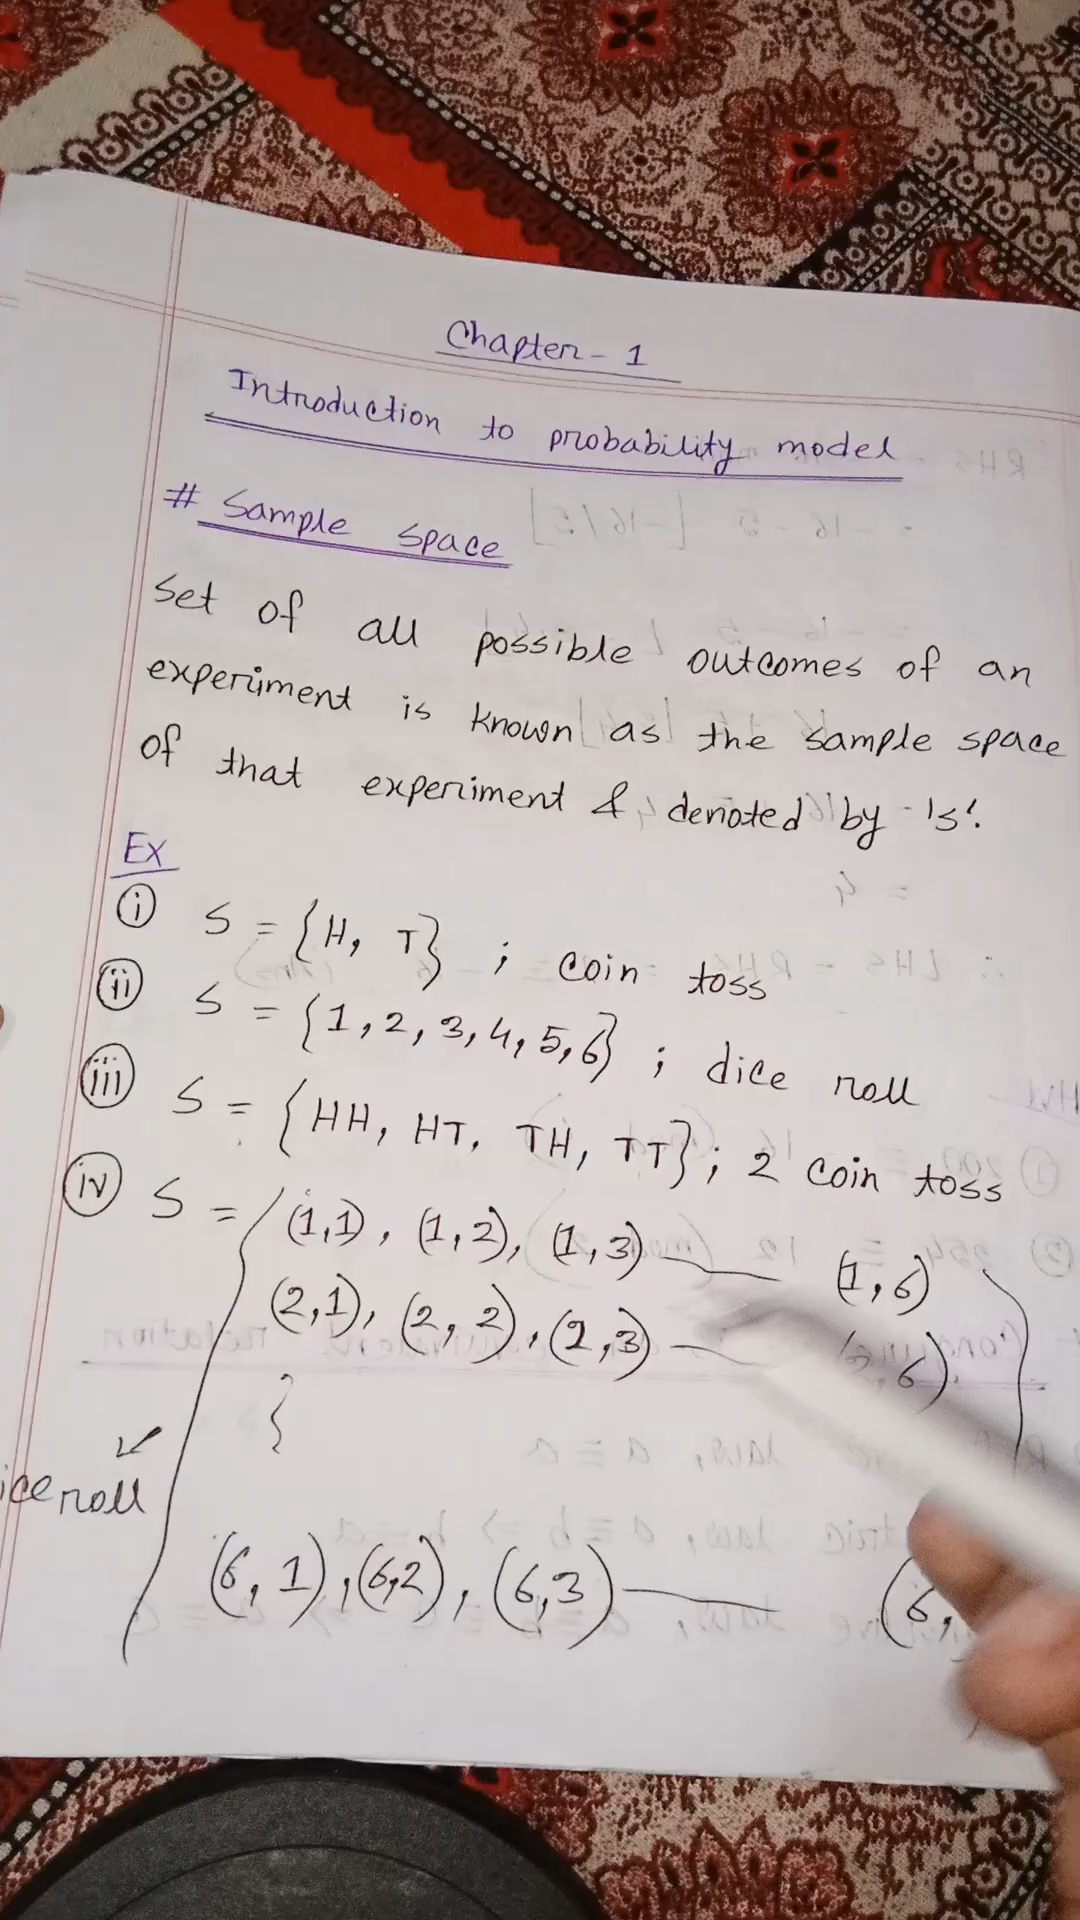 Chapter - 1
Introduction to probability model
# Sample space
Set of all possible outcomes of an
experiment is known as the sample space
of that experiment & denoted by 's'.
Ex
(i) S = {H, T} ; coin toss
(ii) S = {1, 2, 3, 4, 5, 6} ; dice roll
(iii) S = {HH, HT, TH, TT} ; 2 coin toss
(iv) S = (1,1), (1,2), (1,3) — (1,6)
(2,1), (2,2), (2,3) — 6)
roll
(6,1), (6,2), (6,3) — (6,